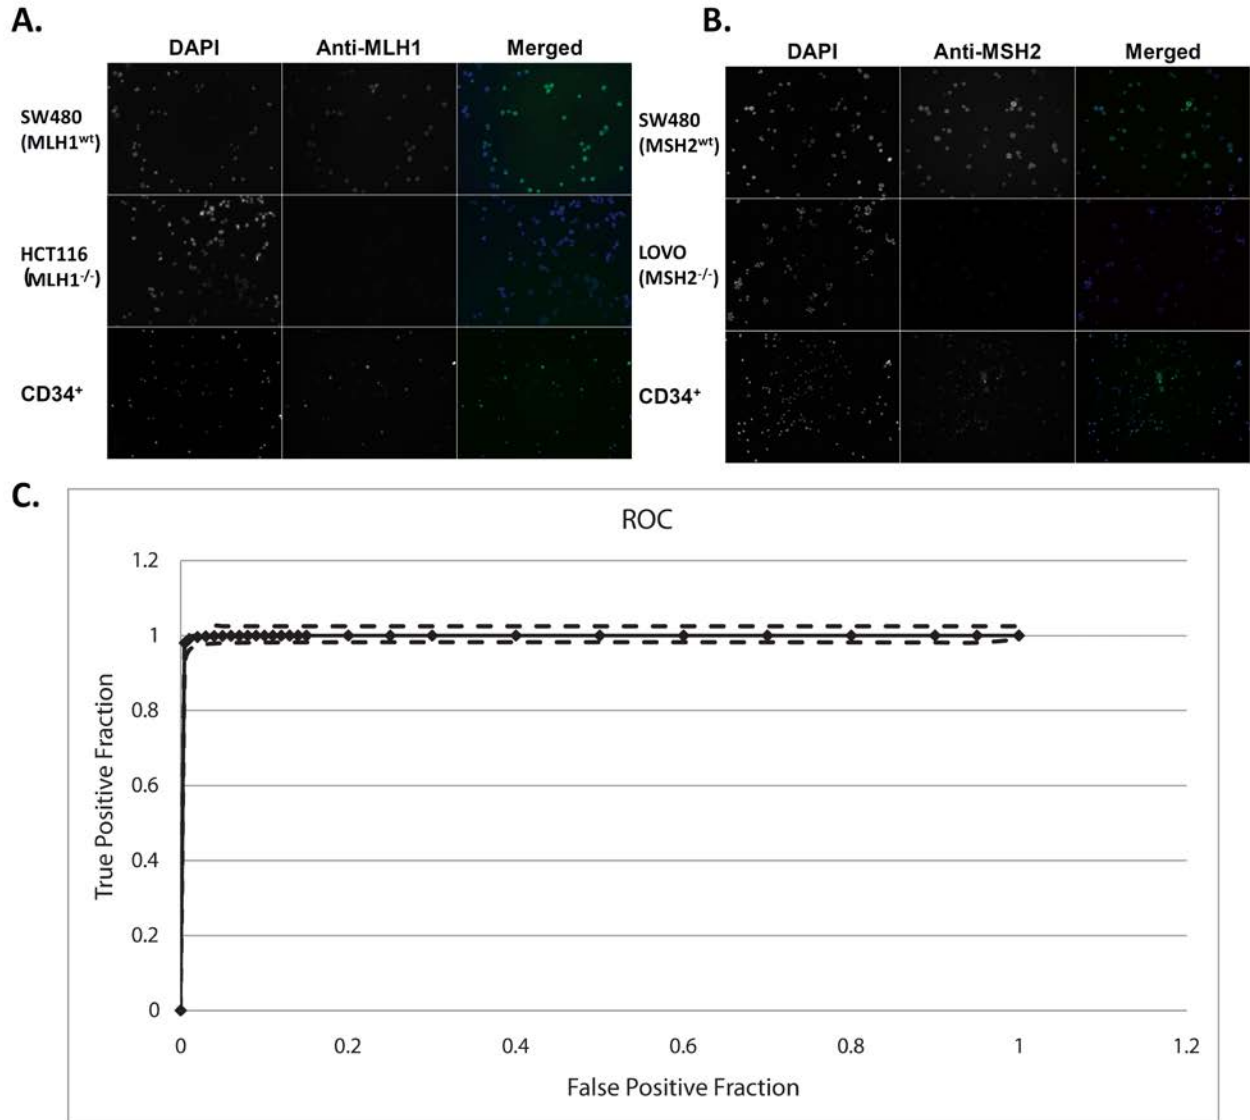 A.
DAPI Anti-MLH1 Merged
SW480
(MLH1wt)
HCT116
(MLH1-/-)
CD34+
B.
DAPI Anti-MSH2 Merged
SW480
(MSH2wt)
LOVO
(MSH2-/-)
CD34+
C.
ROC
1.2
1
0.8
0.6
0.4
0.2
0
True Positive Fraction
0 0.2 0.4 0.6 0.8 1 1.2
False Positive Fraction